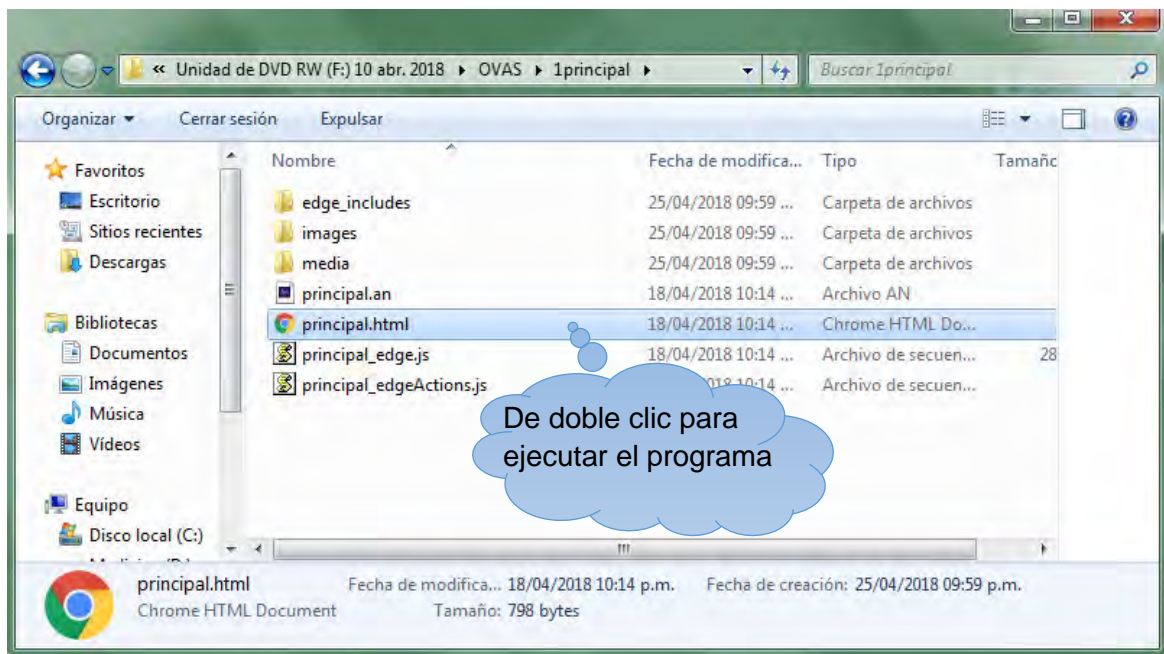 « Unidad de DVD RW (F:) 10 abr. 2018 ▸ OVAS ▸ 1principal ▸ Buscar 1principal
Organizar Cerrar sesión Expulsar
Nombre Fecha de modifica... Tipo Tamañc
Favoritos
Escritorio
Sitios recientes
Descargas
Bibliotecas
Documentos
Imágenes
Música
Vídeos
Equipo
Disco local (C:)
edge_includes 25/04/2018 09:59 ... Carpeta de archivos
images 25/04/2018 09:59 ... Carpeta de archivos
media 25/04/2018 09:59 ... Carpeta de archivos
principal.an 18/04/2018 10:14 ... Archivo AN
principal.html 18/04/2018 10:14 ... Chrome HTML Do...
principal_edge.js 18/04/2018 10:14 ... Archivo de secuen... 28
principal_edgeActions.js 10:14 ... Archivo de secuen...
De doble clic para
ejecutar el programa
principal.html Fecha de modifica... 18/04/2018 10:14 p.m. Fecha de creación: 25/04/2018 09:59 p.m.
Chrome HTML Document Tamaño: 798 bytes